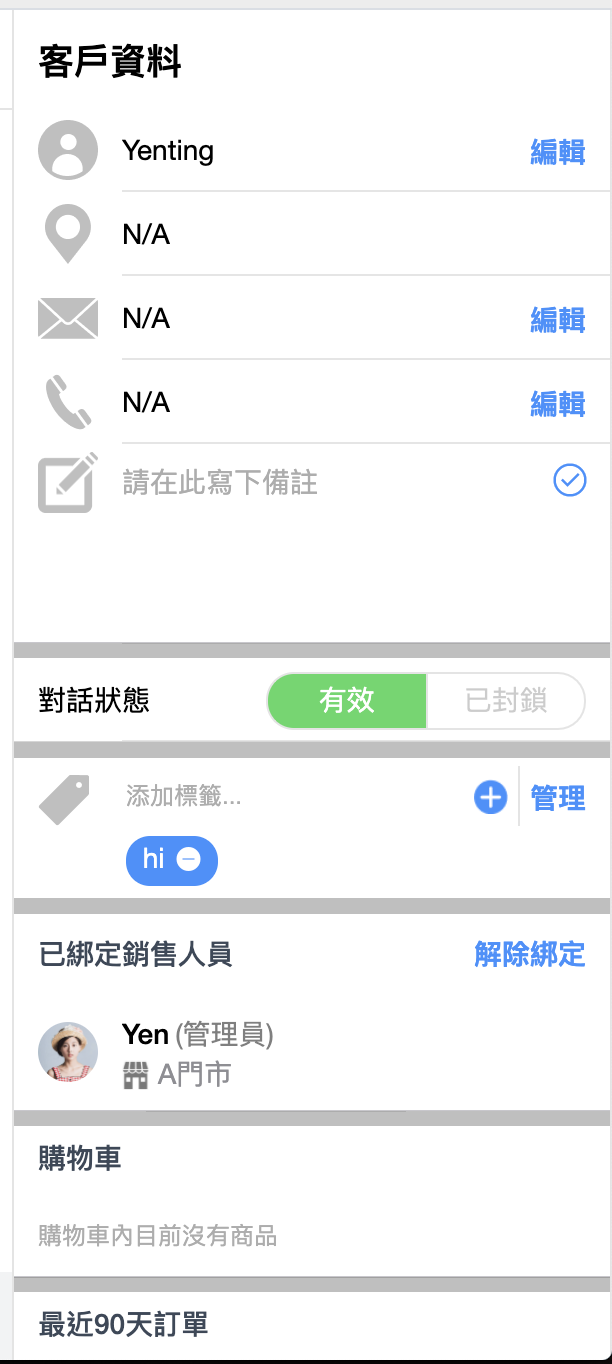 客戶資料
Yenting 編輯
N/A
N/A 編輯
N/A 編輯
請在此寫下備註
對話狀態 有效 已封鎖
添加標籤... 管理
hi
已綁定銷售人員 解除綁定
Yen (管理員)
A門市
購物車
購物車內目前沒有商品
最近90天訂單